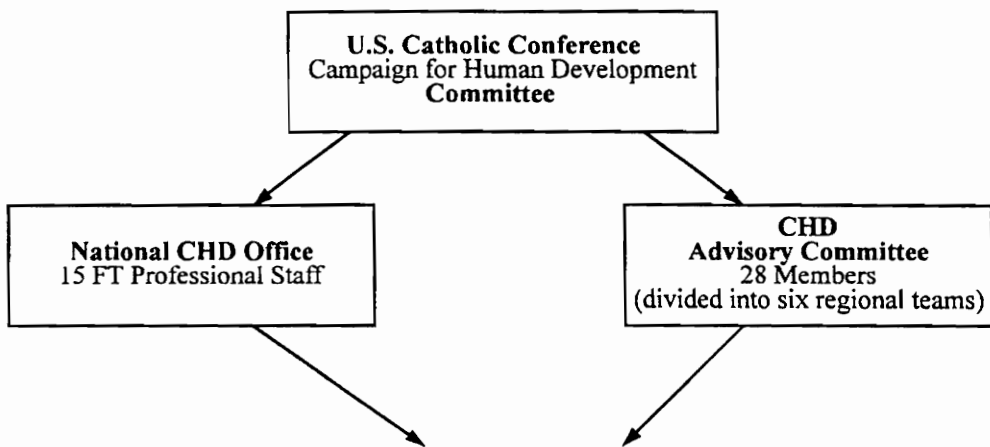 U.S. Catholic Conference
Campaign for Human Development
Committee
National CHD Office
15 FT Professional Staff
CHD
Advisory Committee
28 Members
(divided into six regional teams)